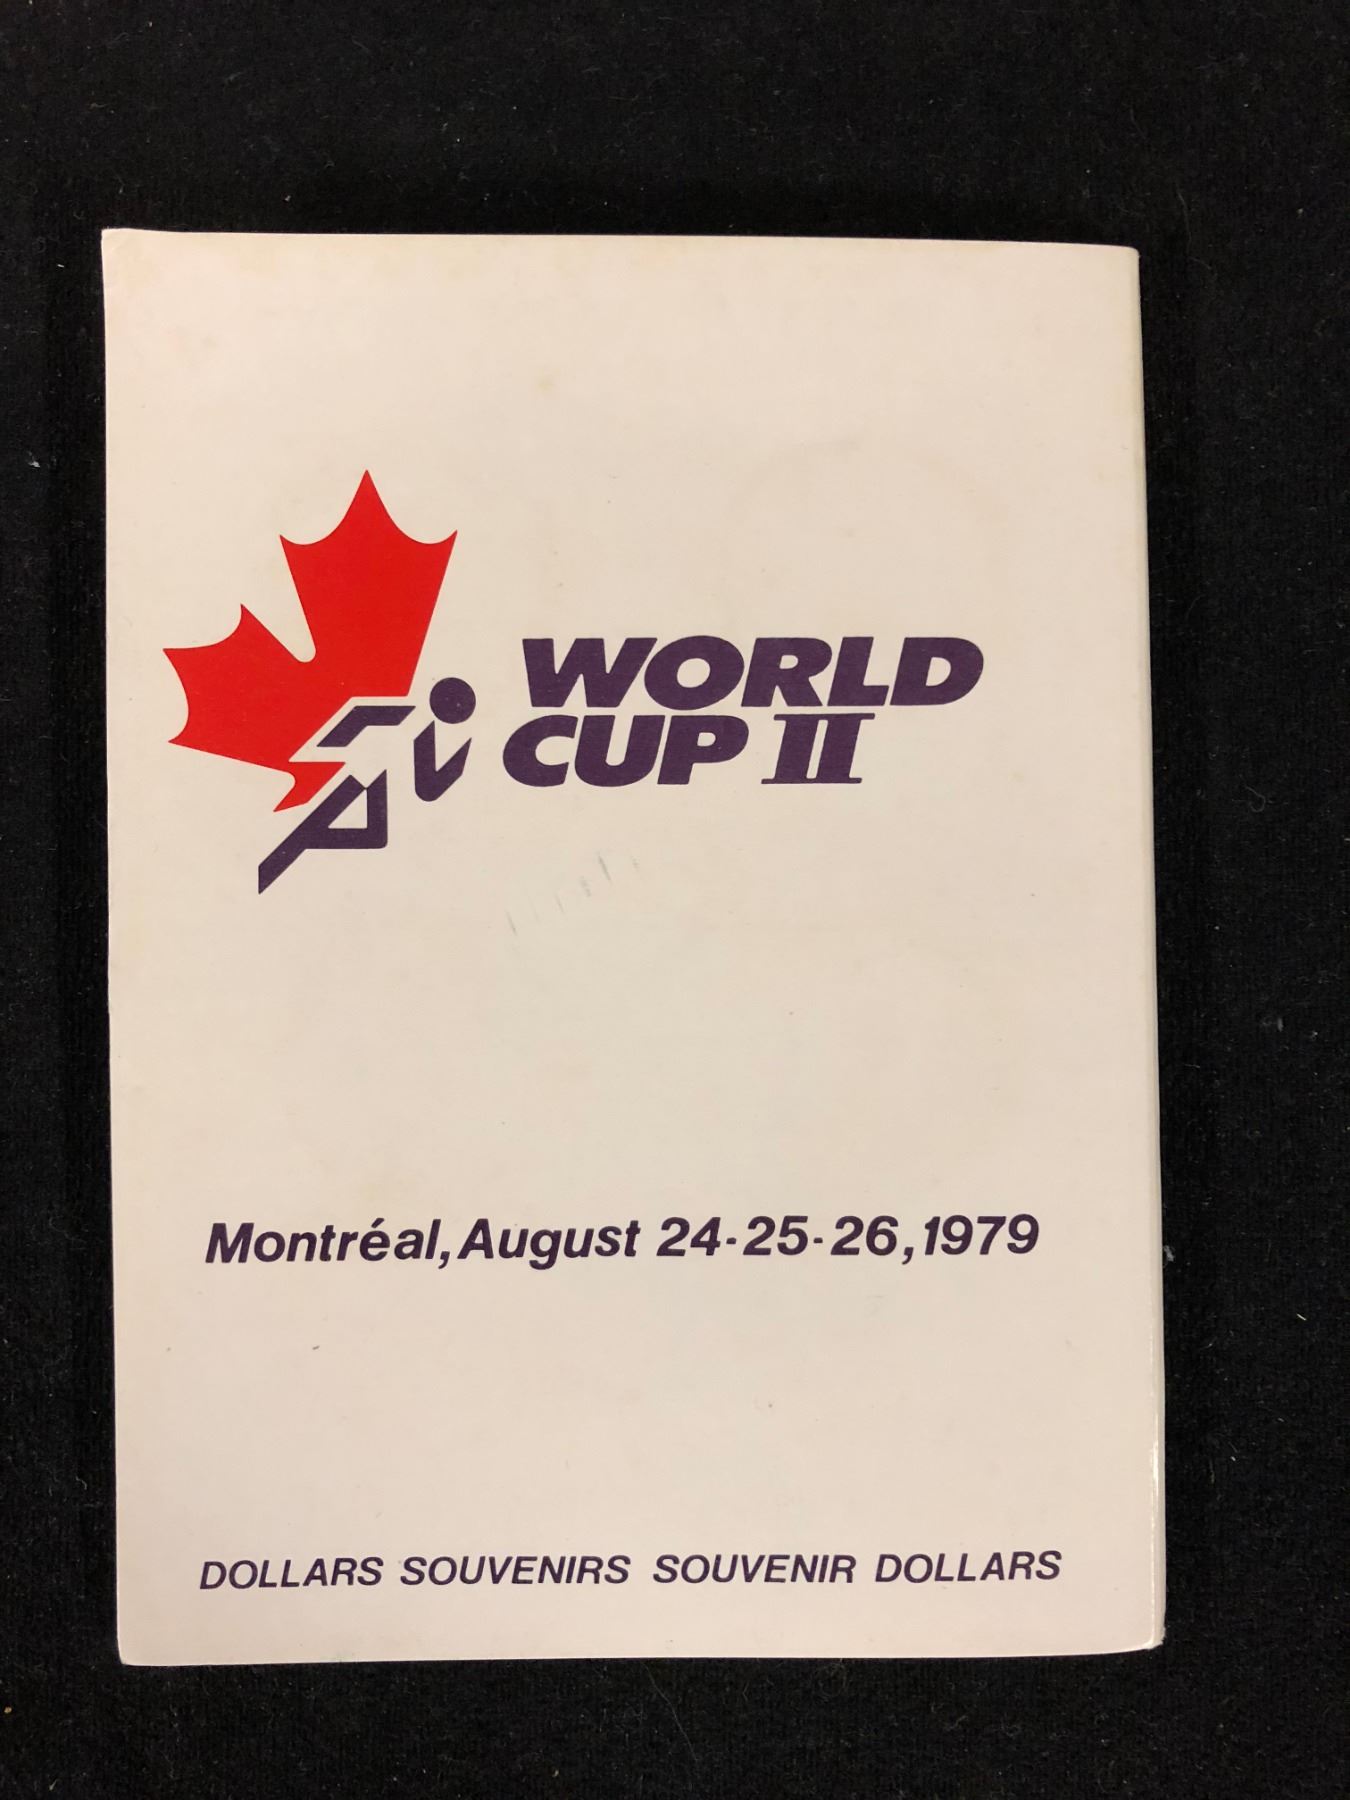 WORLD
CUP II
Montréal, August 24-25-26, 1979
DOLLARS SOUVENIRS SOUVENIR DOLLARS